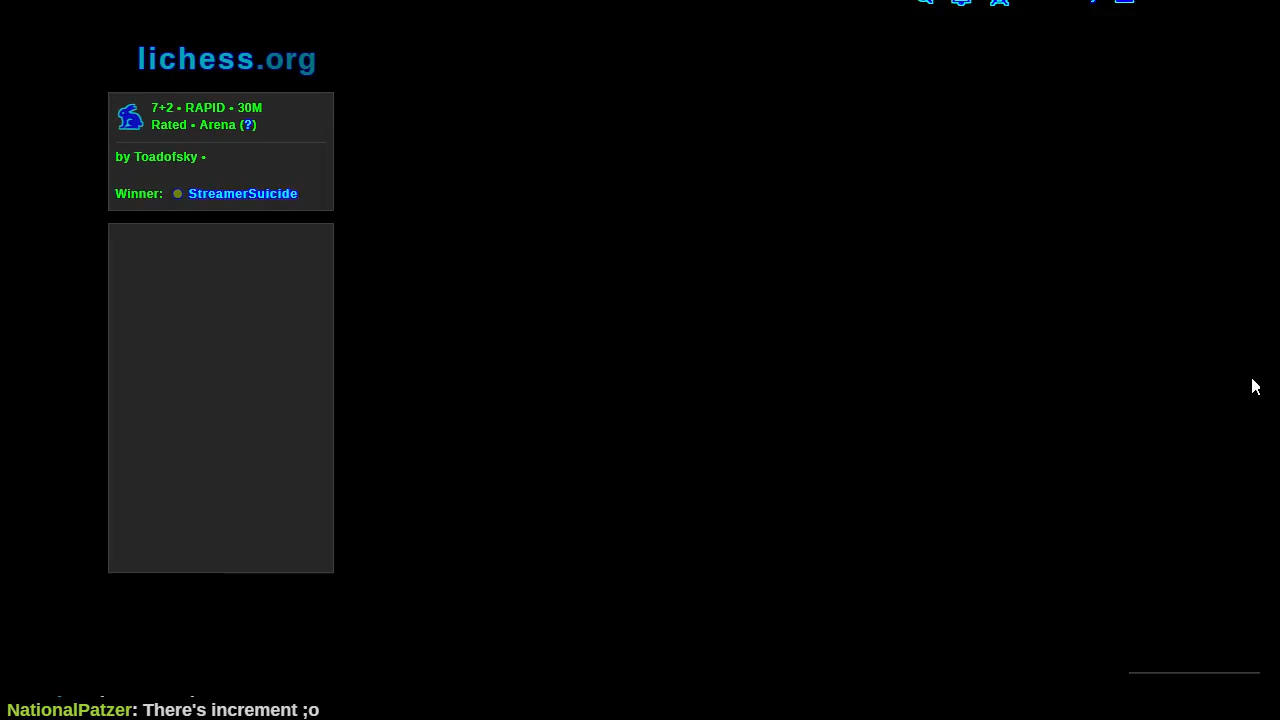 lichess.org
7+2 • RAPID • 30M
Rated • Arena (?)
by Toadofsky •
Winner: StreamerSuicide
NationalPatzer: There's increment ;o